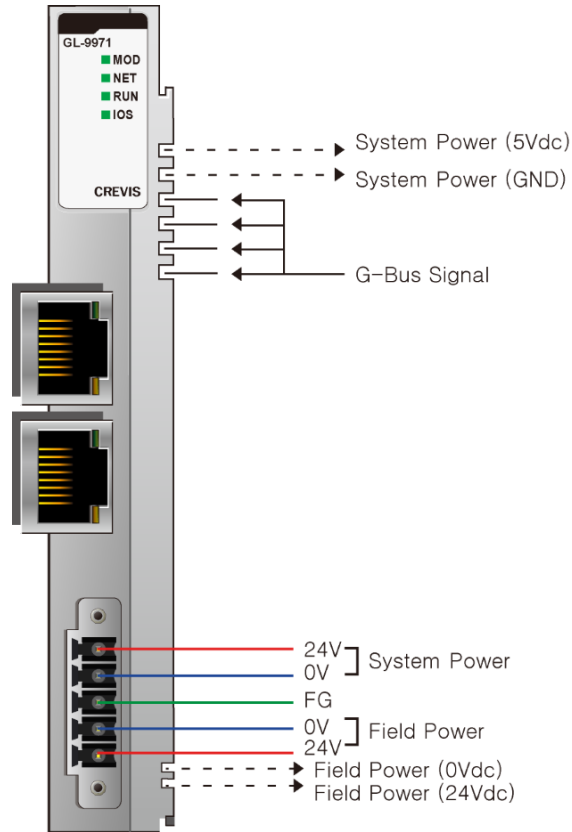 GL-9971
MOD
NET
RUN
IOS
CREVIS
System Power (5Vdc)
System Power (GND)
G-Bus Signal
24V
0V
System Power
FG
0V
24V
Field Power
Field Power (0Vdc)
Field Power (24Vdc)